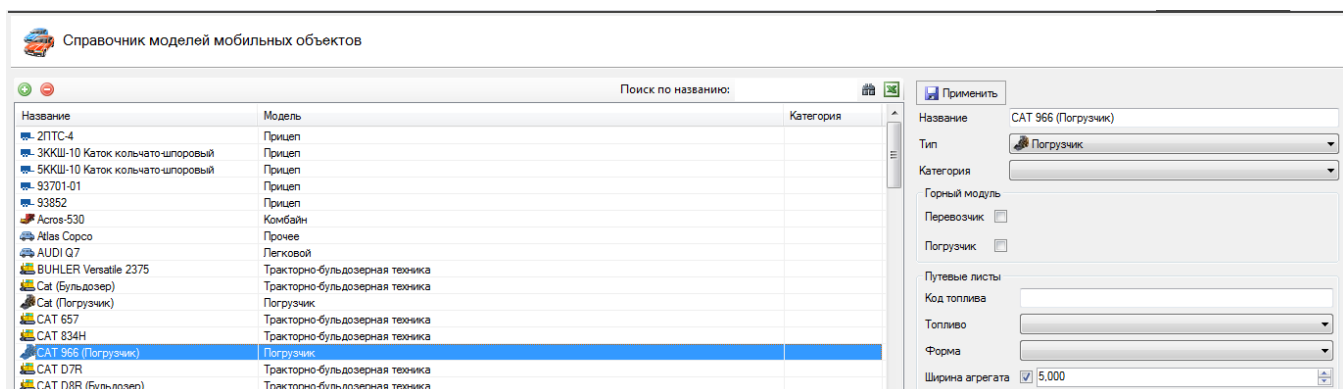 Справочник моделей мобильных объектов
Поиск по названию:
Применить
Название Модель Категория
2ПТС-4 Прицеп
3ККШ-10 Каток кольчато-шпоровый Прицеп
5ККШ-10 Каток кольчато-шпоровый Прицеп
93701-01 Прицеп
93852 Прицеп
Acros-530 Комбайн
Atlas Copco Прочее
AUDI Q7 Легковой
BUHLER Versatile 2375 Тракторно-бульдозерная техника
Cat (Бульдозер) Тракторно-бульдозерная техника
Cat (Погрузчик) Погрузчик
CAT 657 Тракторно-бульдозерная техника
CAT 834H Тракторно-бульдозерная техника
CAT 966 (Погрузчик) Погрузчик
CAT D7R Тракторно-бульдозерная техника
CAT D8R (Бульдозер) Тракторно-бульдозерная техника
Название CAT 966 (Погрузчик)
Тип Погрузчик
Категория
Горный модуль
Перевозчик
Погрузчик
Путевые листы
Код топлива
Топливо
Форма
Ширина агрегата 5,000